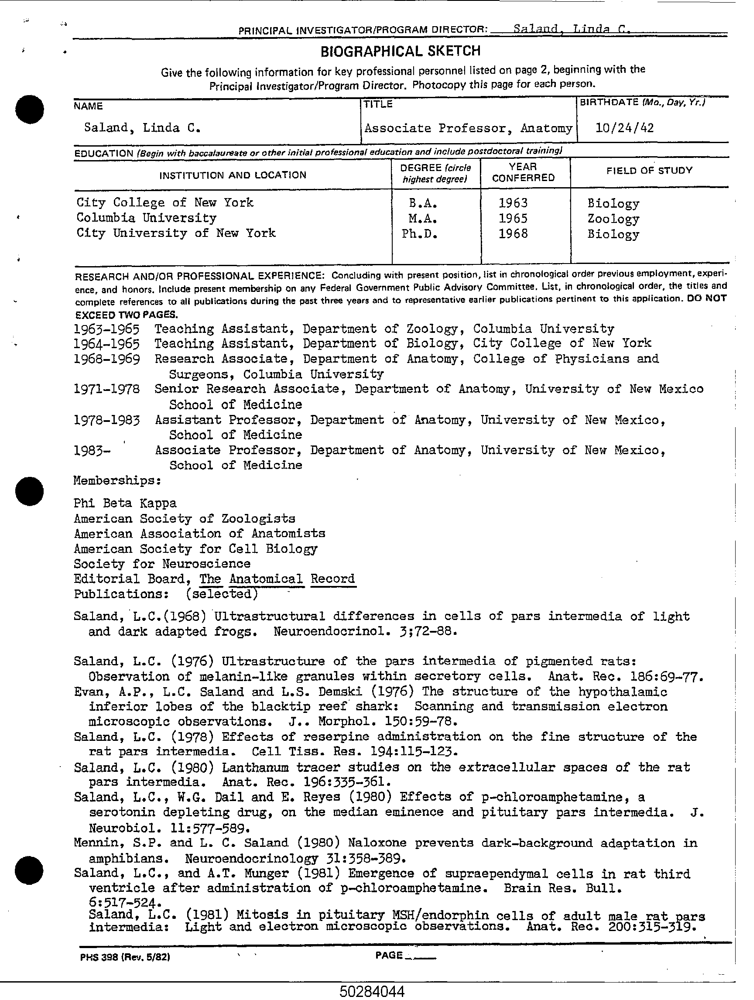 PRINCIPAL INVESTIGATOR/PROGRAM DIRECTOR: Saland, Linda C.
BIOGRAPHICAL SKETCH
Give the following information for key professional personnel listed on page 2, beginning with the
Principal Investigator/Program Director. Photocopy this page for each person.
NAME TITLE BIRTHDATE (Mo., Day, Yr.)
Saland, Linda C. Associate Professor, Anatomy 10/24/42
EDUCATION (Begin with baccalaureate or other initial professional education and include postdoctoral training)
INSTITUTION AND LOCATION DEGREE (circle highest degree) YEAR CONFERRED FIELD OF STUDY
City College of New York B.A. 1963 Biology
Columbia University M.A. 1965 Zoology
City University of New York Ph.D. 1968 Biology
RESEARCH AND/OR PROFESSIONAL EXPERIENCE: Concluding with present position, list in chronological order previous employment, experi-
ence, and honors. Include present membership on any Federal Government Public Advisory Committee. List, in chronological order, the titles and
complete references to all publications during the past three years and to representative earlier publications pertinent to this application. DO NOT
EXCEED TWO PAGES.
1963-1965 Teaching Assistant, Department of Zoology, Columbia University
1964-1965 Teaching Assistant, Department of Biology, City College of New York
1968-1969 Research Associate, Department of Anatomy, College of Physicians and
Surgeons, Columbia University
1971-1978 Senior Research Associate, Department of Anatomy, University of New Mexico
School of Medicine
1978-1983 Assistant Professor, Department of Anatomy, University of New Mexico,
School of Medicine
1983- Associate Professor, Department of Anatomy, University of New Mexico,
School of Medicine
Memberships:
Phi Beta Kappa
American Society of Zoologists
American Association of Anatomists
American Society for Cell Biology
Society for Neuroscience
Editorial Board, The Anatomical Record
Publications: (selected)
Saland, L.C.(1968) Ultrastructural differences in cells of pars intermedia of light
and dark adapted frogs. Neuroendocrinol. 3;72-88.
Saland, L.C. (1976) Ultrastructure of the pars intermedia of pigmented rats:
Observation of melanin-like granules within secretory cells. Anat. Rec. 186:69-77.
Evan, A.P., L.C. Saland and L.S. Demski (1976) The structure of the hypothalamic
inferior lobes of the blacktip reef shark: Scanning and transmission electron
microscopic observations. J.. Morphol. 150:59-78.
Saland, L.C. (1978) Effects of reserpine administration on the fine structure of the
rat pars intermedia. Cell Tiss. Res. 194:115-123.
Saland, L.C. (1980) Lanthanum tracer studies on the extracellular spaces of the rat
pars intermedia. Anat. Rec. 196:335-361.
Saland, L.C., W.G. Dail and E. Reyes (1980) Effects of p-chloroamphetamine, a
serotonin depleting drug, on the median eminence and pituitary pars intermedia. J.
Neurobiol. 11:577-589.
Mennin, S.P. and L. C. Saland (1980) Naloxone prevents dark-background adaptation in
amphibians. Neuroendocrinology 31:358-389.
Saland, L.C., and A.T. Munger (1981) Emergence of supraependymal cells in rat third
ventricle after administration of p-chloroamphetamine. Brain Res. Bull.
6:517-524.
Saland, L.C. (1981) Mitosis in pituitary MSH/endorphin cells of adult male rat pars
intermedia: Light and electron microscopic observations. Anat. Rec. 200:315-319.
PHS 398 (Rev. 5/82) PAGE
50284044